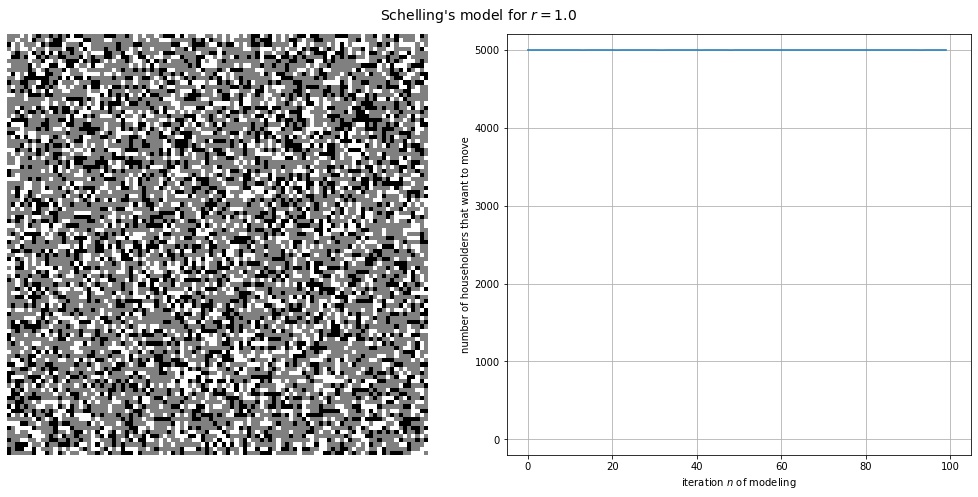 Schelling's model for r = 1.0
number of householders that want to move
5000
4000
3000
2000
1000
0
0 20 40 60 80 100
iteration n of modeling